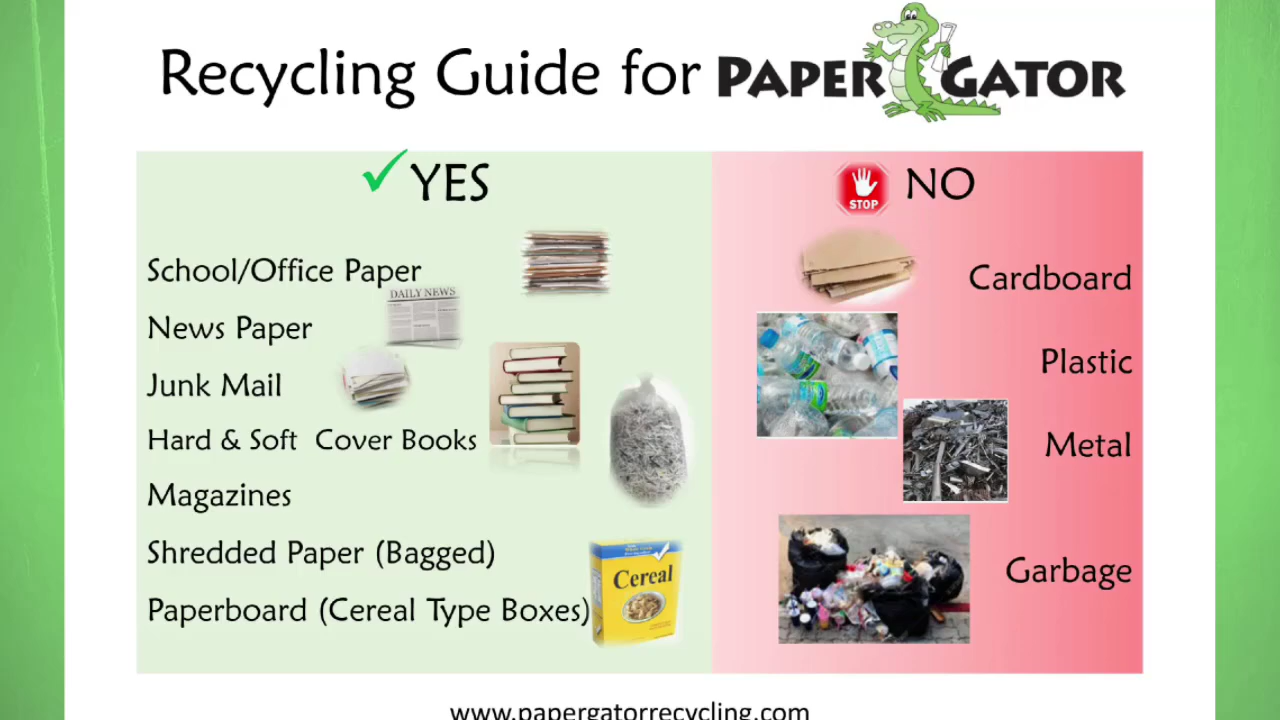 Recycling Guide for PAPER GATOR
YES
School/Office Paper
DAILY NEWS
News Paper
Junk Mail
Hard & Soft Cover Books
Magazines
Shredded Paper (Bagged)
Paperboard (Cereal Type Boxes)
Cereal
STOP
NO
Cardboard
Plastic
Metal
Garbage
www.papergatorrecycling.com